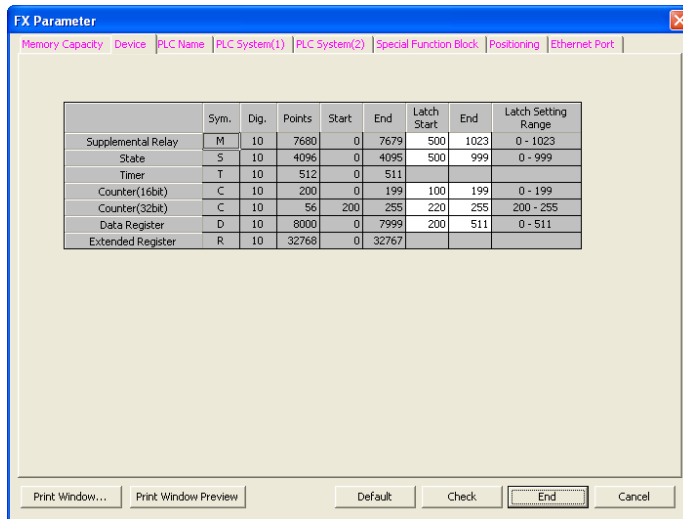 FX Parameter
Memory Capacity Device PLC Name PLC System(1) PLC System(2) Special Function Block Positioning Ethernet Port
Sym. Dig. Points Start End Latch Start End Latch Setting Range
Supplemental Relay M 10 7680 0 7679 500 1023 0 - 1023
State S 10 4096 0 4095 500 999 0 - 999
Timer T 10 512 0 511
Counter(16bit) C 10 200 0 199 100 199 0 - 199
Counter(32bit) C 10 56 200 255 220 255 200 - 255
Data Register D 10 8000 0 7999 200 511 0 - 511
Extended Register R 10 32768 0 32767
Print Window... Print Window Preview Default Check End Cancel